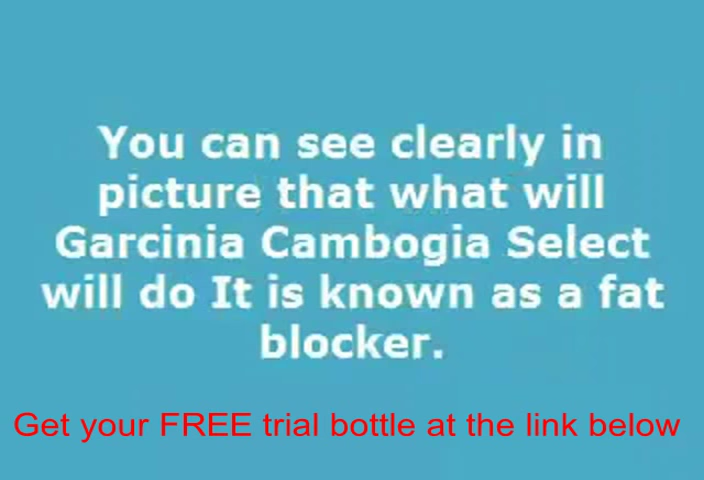 You can see clearly in
picture that what will
Garcinia Cambogia Select
will do It is known as a fat
blocker.
Get your FREE trial bottle at the link below